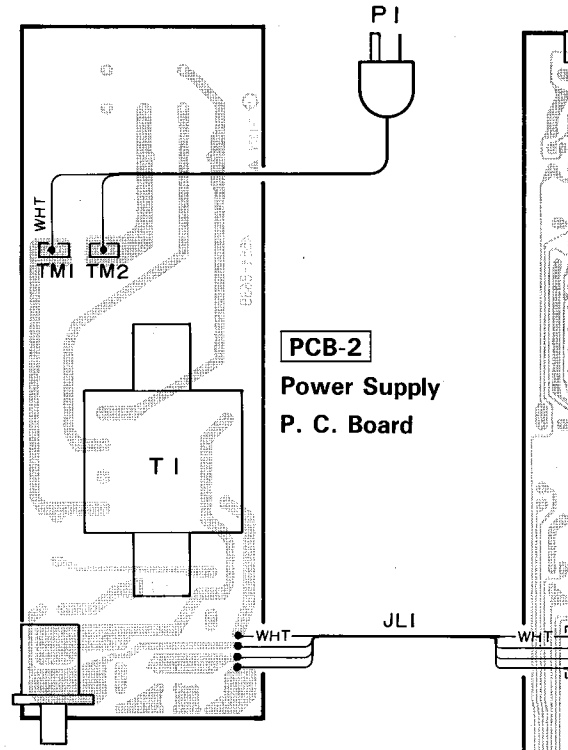 P1
WHT
TM1 TM2
PCB-2
Power Supply
P. C. Board
T1
JL1
WHT
WHT